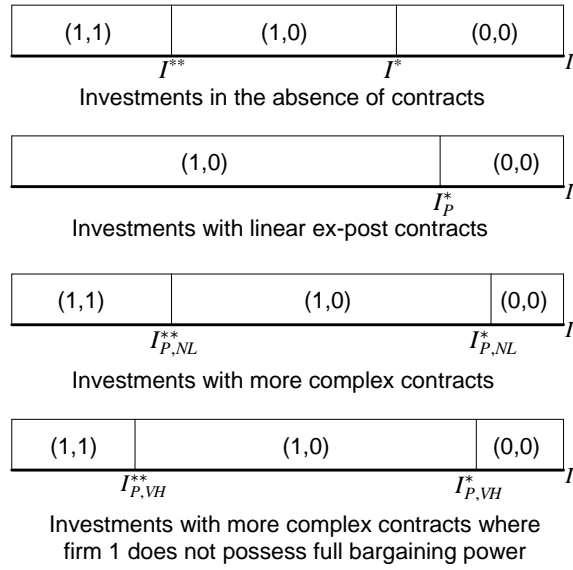 (1,1) (1,0) (0,0)
I** I* I
Investments in the absence of contracts
(1,0) (0,0)
I*P I
Investments with linear ex-post contracts
(1,1) (1,0) (0,0)
I**P,NL I*P,NL I
Investments with more complex contracts
(1,1) (1,0) (0,0)
I**P,VH I*P,VH I
Investments with more complex contracts where
firm 1 does not possess full bargaining power